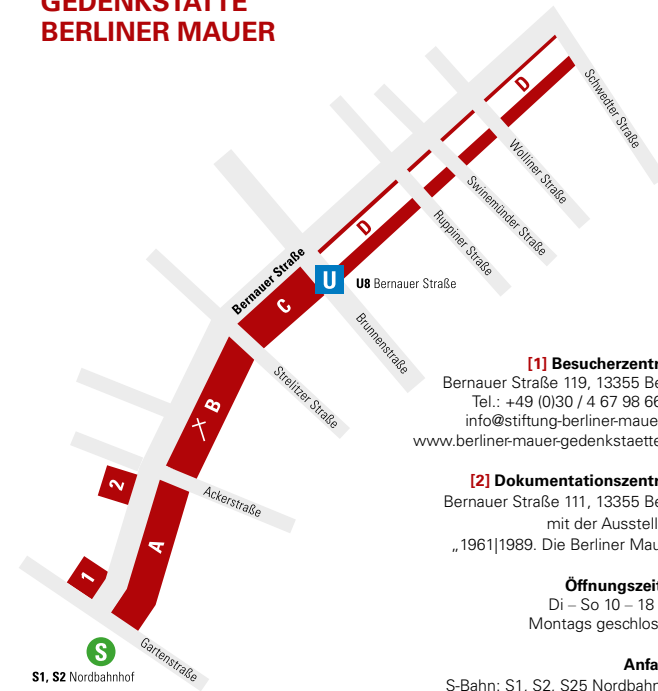 GEDENKSTÄTTE
BERLINER MAUER
D
Schwedter Straße
Wolliner Straße
Swinemünder Straße
Ruppiner Straße
D
Bernauer Straße
U
U8 Bernauer Straße
C
Brunnenstraße
Strelitzer Straße
B
2
Ackerstraße
A
1
S
Gartenstraße
S1, S2 Nordbahnhof
[1] Besucherzentr
Bernauer Straße 119, 13355 Be
Tel.: +49 (0)30 / 4 67 98 66
info@stiftung-berliner-maue
www.berliner-mauer-gedenkstaette
[2] Dokumentationszentr
Bernauer Straße 111, 13355 Be
mit der Ausstell
„1961|1989. Die Berliner Mau
Öffnungszeit
Di – So 10 – 18
Montags geschlos
Anfa
S-Bahn: S1, S2, S25 Nordbahn